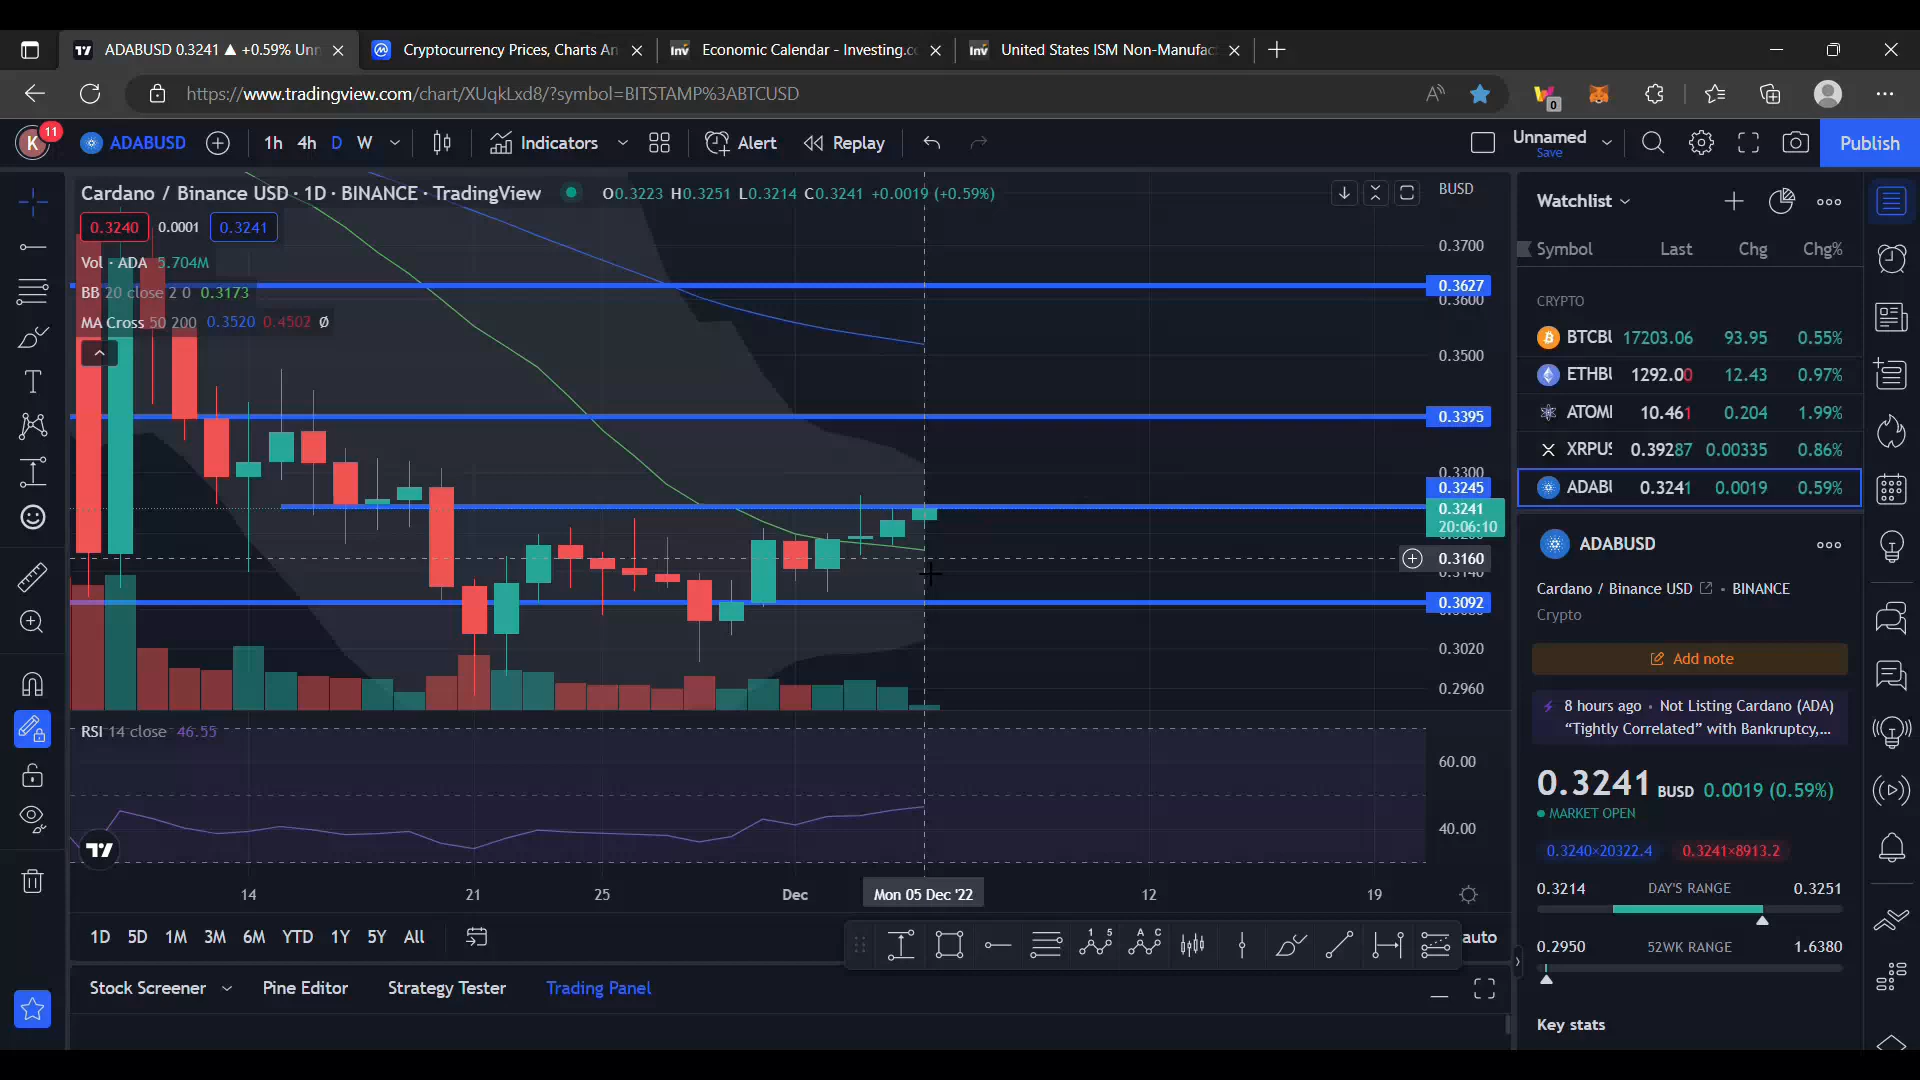 ADABUSD 0.3241 ▲ +0.59% Unn
Cryptocurrency Prices, Charts An
Economic Calendar - Investing.co
United States ISM Non-Manufac
https://www.tradingview.com/chart/XUqkLxd8/?symbol=BITSTAMP%3ABTCUSD
0
K 11 ADABUSD 1h 4h D W Indicators Alert Replay Unnamed Save Publish
Cardano / Binance USD · 1D · BINANCE · TradingView O0.3223 H0.3251 L0.3214 C0.3241 +0.0019 (+0.59%)
BUSD
0.3240 0.0001 0.3241
Vol · ADA 5.704M
BB 20 close 2 0 0.3173
MA Cross 50 200 0.3520 0.4502 Ø
0.3700
0.3627
0.3600
0.3500
0.3395
0.3300
0.3245
0.3241
20:06:10
0.3160
0.3140
0.3092
0.3020
0.2960
RSI 14 close 46.55
60.00
40.00
14 21 25 Dec Mon 05 Dec '22 12 19
1D 5D 1M 3M 6M YTD 1Y 5Y All
auto
Stock Screener Pine Editor Strategy Tester Trading Panel
Watchlist
Symbol Last Chg Chg%
CRYPTO
BTCBU 17203.06 93.95 0.55%
ETHBU 1292.00 12.43 0.97%
ATOMI 10.461 0.204 1.99%
XRPUS 0.39287 0.00335 0.86%
ADABU 0.3241 0.0019 0.59%
ADABUSD
Cardano / Binance USD · BINANCE
Crypto
Add note
8 hours ago · Not Listing Cardano (ADA)
“Tightly Correlated” with Bankruptcy,...
0.3241 BUSD 0.0019 (0.59%)
MARKET OPEN
0.3240×20322.4 0.3241×8913.2
0.3214 DAY'S RANGE 0.3251
0.2950 52WK RANGE 1.6380
Key stats